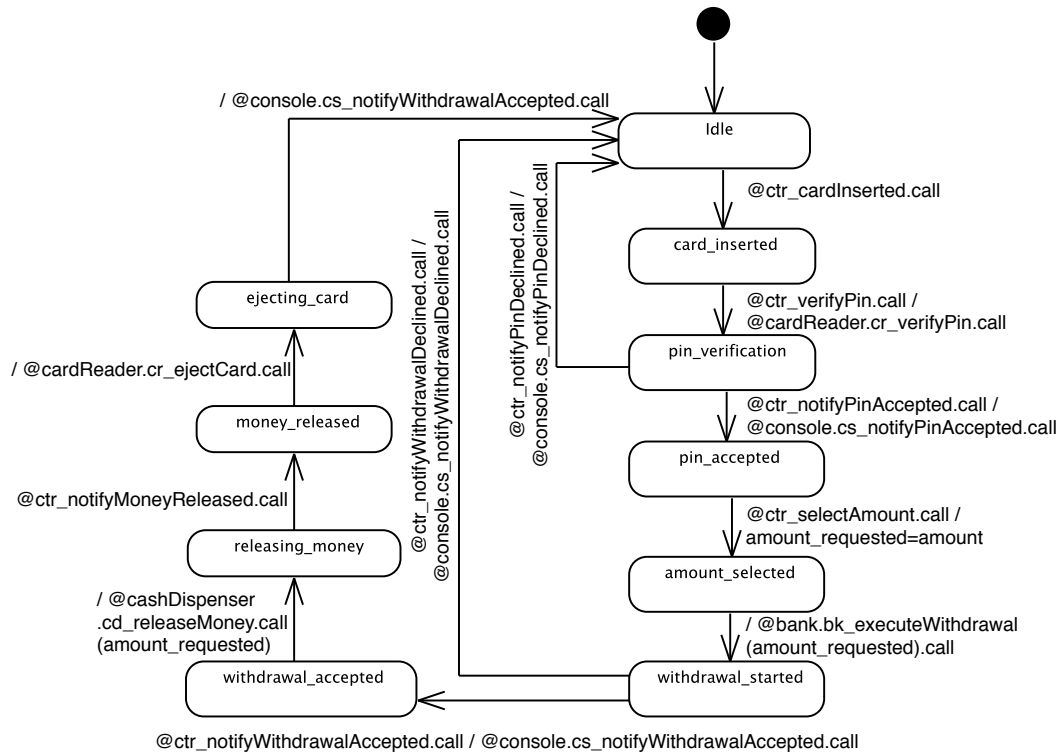 / @console.cs_notifyWithdrawalAccepted.call
Idle
@ctr_cardInserted.call
card_inserted
@ctr_verifyPin.call /
@cardReader.cr_verifyPin.call
pin_verification
@ctr_notifyPinDeclined.call /
@console.cs_notifyPinDeclined.call
@ctr_notifyPinAccepted.call /
@console.cs_notifyPinAccepted.call
pin_accepted
@ctr_selectAmount.call /
amount_requested=amount
amount_selected
/ @bank.bk_executeWithdrawal
(amount_requested).call
withdrawal_started
@ctr_notifyWithdrawalDeclined.call /
@console.cs_notifyWithdrawalDeclined.call
ejecting_card
/ @cardReader.cr_ejectCard.call
money_released
@ctr_notifyMoneyReleased.call
releasing_money
/ @cashDispenser
.cd_releaseMoney.call
(amount_requested)
withdrawal_accepted
@ctr_notifyWithdrawalAccepted.call / @console.cs_notifyWithdrawalAccepted.call